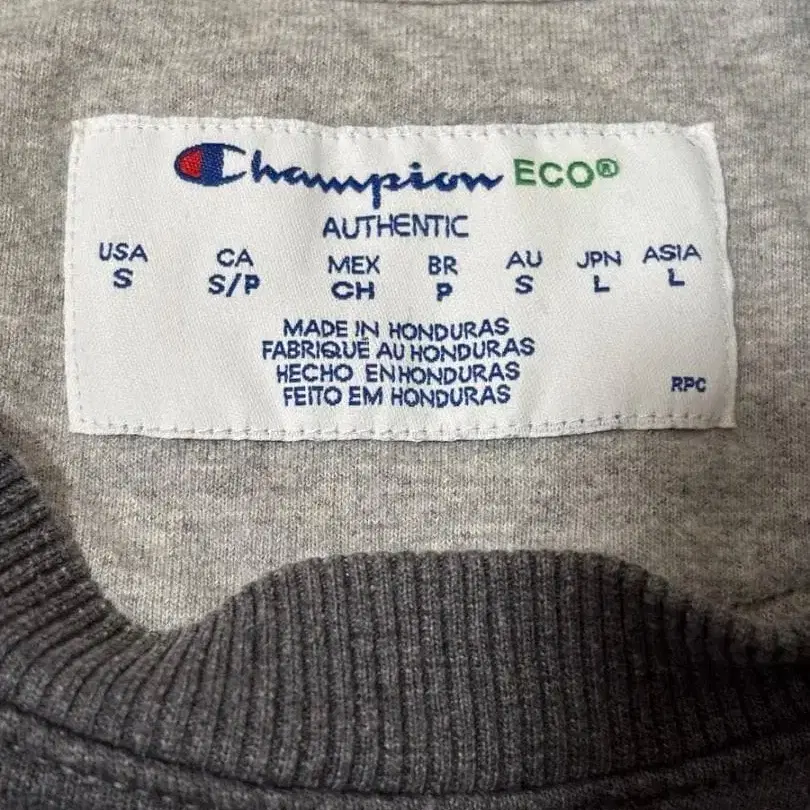 Champion ECO®
AUTHENTIC
USA CA MEX BR AU JPN ASIA
S S/P CH P S L L
MADE IN HONDURAS
FABRIQUÉ AU HONDURAS
HECHO EN HONDURAS
FEITO EM HONDURAS
RPC